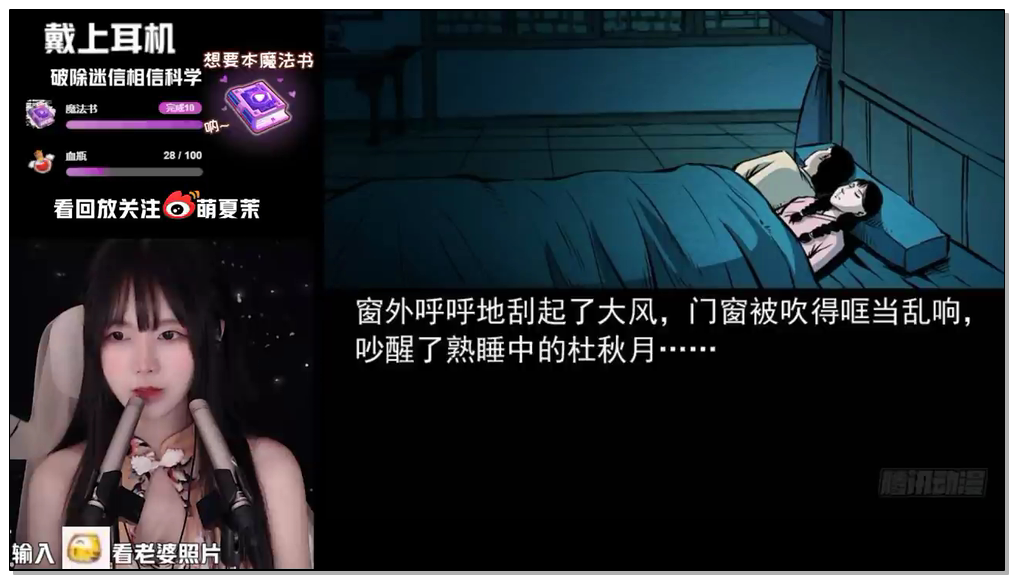 戴上耳机
破除迷信相信科学
想要本魔法书
哟~
魔法书
完成10
血瓶
28 / 100
看回放关注
萌夏茉
输入
看老婆照片
窗外呼呼地刮起了大风，门窗被吹得哐当乱响，
吵醒了熟睡中的杜秋月……
腾讯动漫